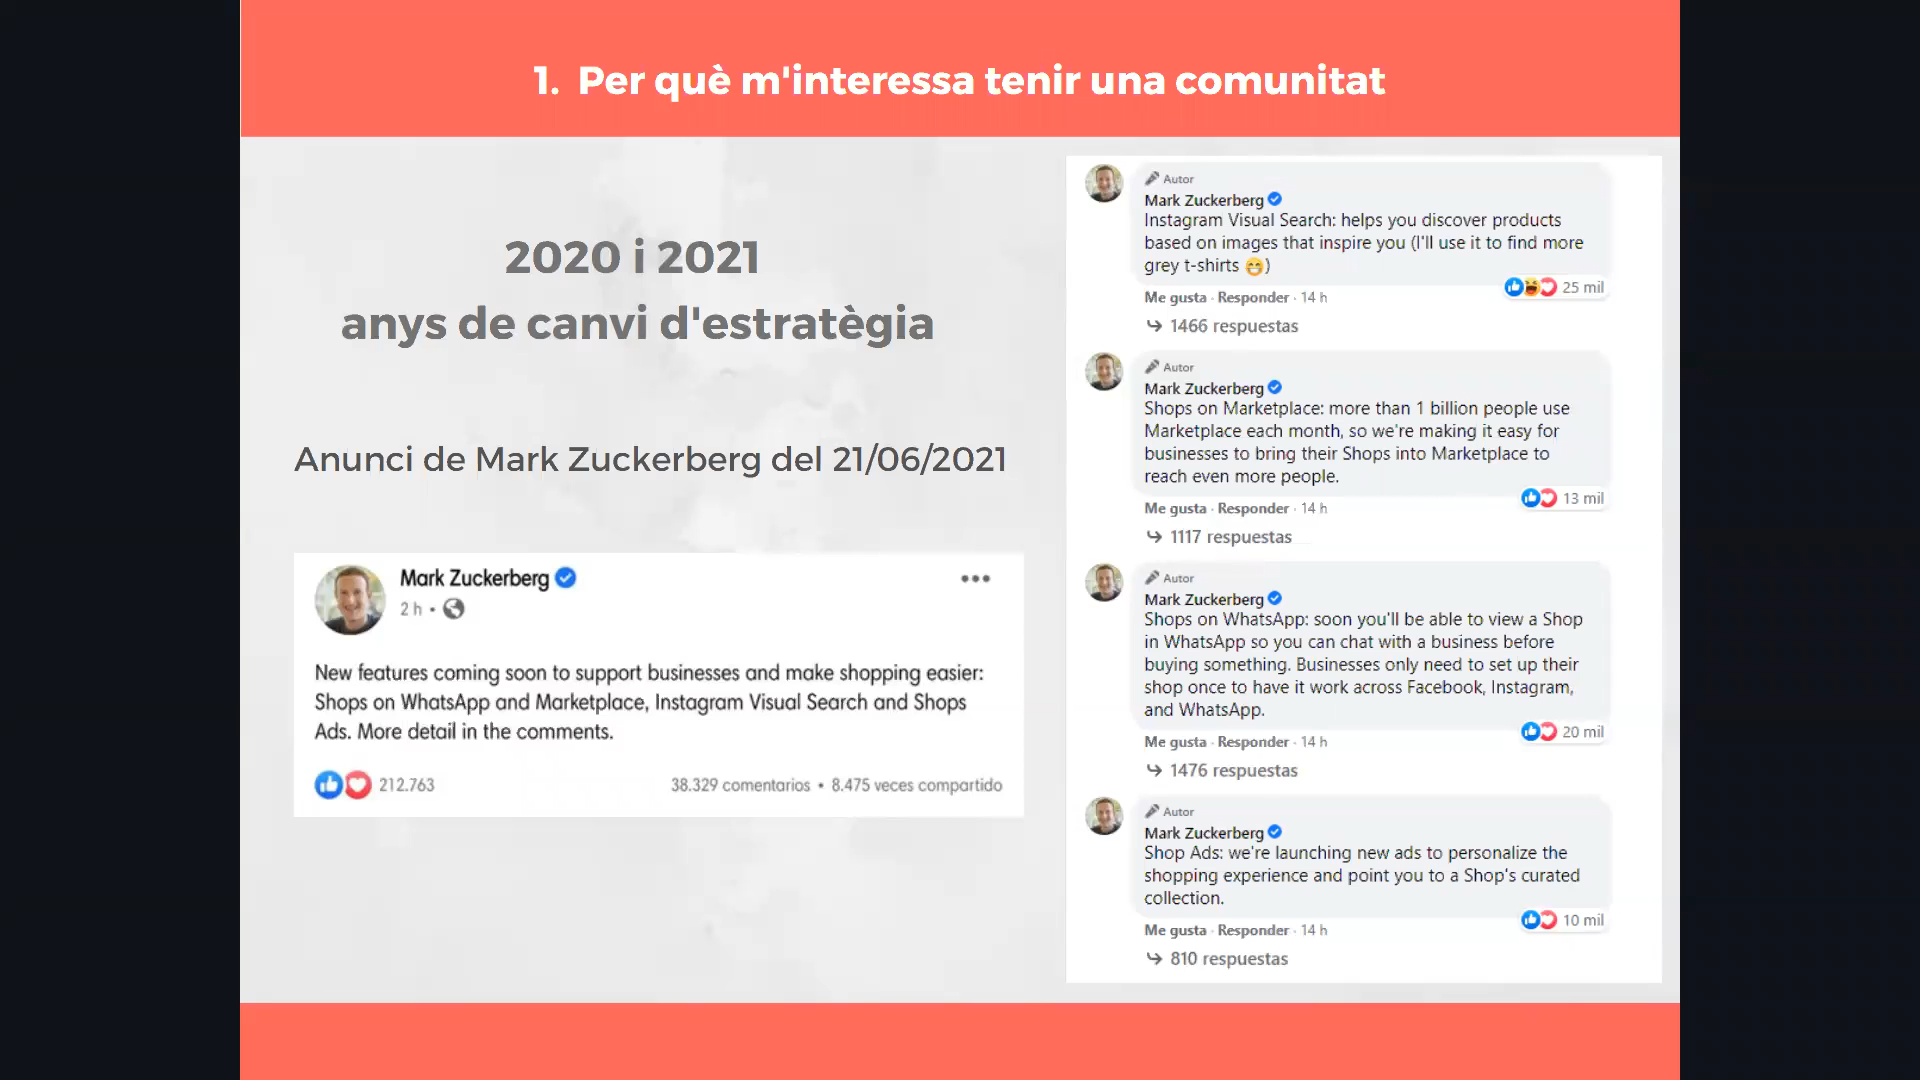 1. Per què m'interessa tenir una comunitat
2020 i 2021
anys de canvi d'estratègia
Anunci de Mark Zuckerberg del 21/06/2021
Mark Zuckerberg
2 h •
New features coming soon to support businesses and make shopping easier:
Shops on WhatsApp and Marketplace, Instagram Visual Search and Shops
Ads. More detail in the comments.
212.763
38.329 comentarios • 8.475 veces compartido
Autor
Mark Zuckerberg
Instagram Visual Search: helps you discover products
based on images that inspire you (I'll use it to find more
grey t-shirts 😁)
25 mil
Me gusta · Responder · 14 h
1466 respuestas
Autor
Mark Zuckerberg
Shops on Marketplace: more than 1 billion people use
Marketplace each month, so we're making it easy for
businesses to bring their Shops into Marketplace to
reach even more people.
13 mil
Me gusta · Responder · 14 h
1117 respuestas
Autor
Mark Zuckerberg
Shops on WhatsApp: soon you'll be able to view a Shop
in WhatsApp so you can chat with a business before
buying something. Businesses only need to set up their
shop once to have it work across Facebook, Instagram,
and WhatsApp.
20 mil
Me gusta · Responder · 14 h
1476 respuestas
Autor
Mark Zuckerberg
Shop Ads: we're launching new ads to personalize the
shopping experience and point you to a Shop's curated
collection.
10 mil
Me gusta · Responder · 14 h
810 respuestas